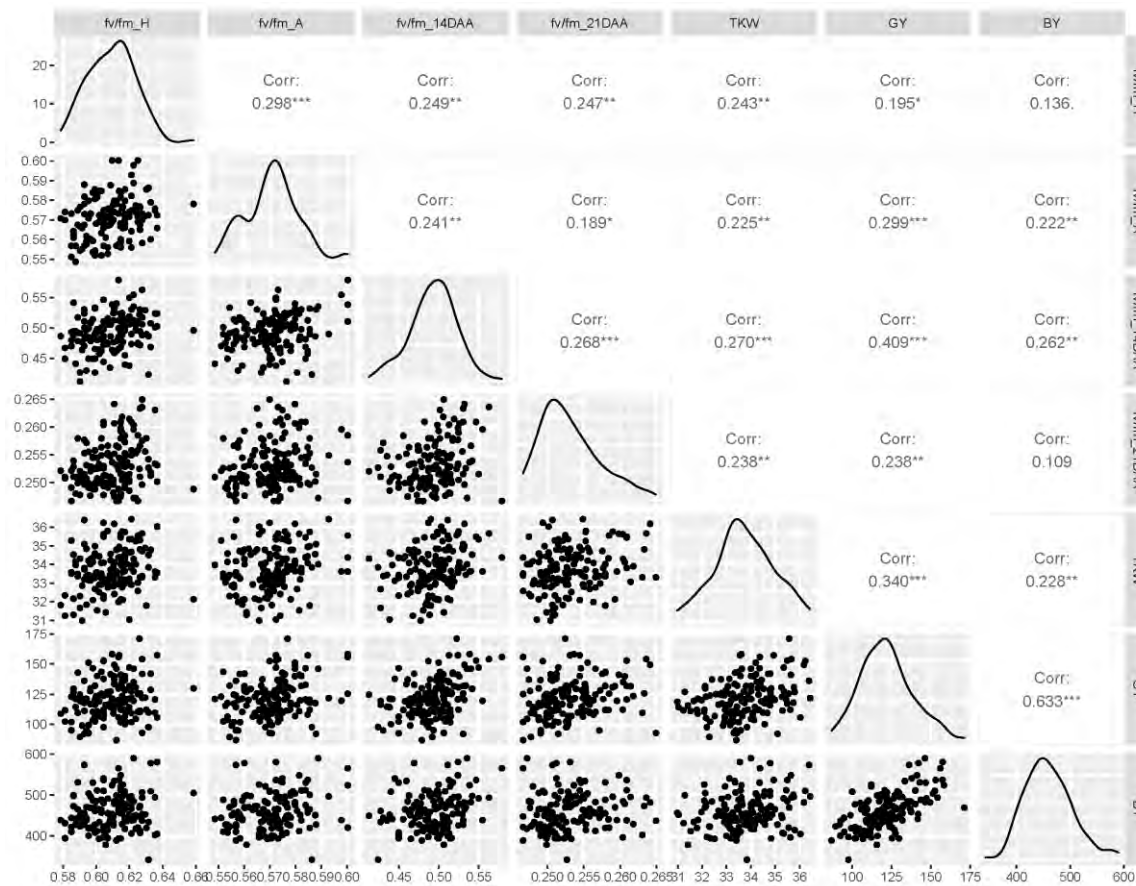 fv/fm_H fv/fm_A fv/fm_14DAA fv/fm_21DAA TKW GY BY
20
10
0
Corr: Corr: Corr: Corr: Corr: Corr:
0.298*** 0.249** 0.247** 0.243** 0.195* 0.136.
0.60
0.59
0.58
0.57
0.56
0.55
Corr: Corr: Corr: Corr: Corr:
0.241** 0.189* 0.225** 0.299*** 0.222**
0.55
0.50
0.45
Corr: Corr: Corr: Corr:
0.268*** 0.270*** 0.409*** 0.262**
0.265
0.260
0.255
0.250
Corr: Corr: Corr:
0.238** 0.238** 0.109
36
35
34
33
32
31
Corr: Corr:
0.340*** 0.228**
175
150
125
100
Corr:
0.633***
600
500
400
0.58 0.60 0.62 0.64 0.66 0.55 0.56 0.57 0.58 0.59 0.60 0.45 0.50 0.55 0.250 0.255 0.260 0.265 31 32 33 34 35 36 100 125 150 175 400 500 600